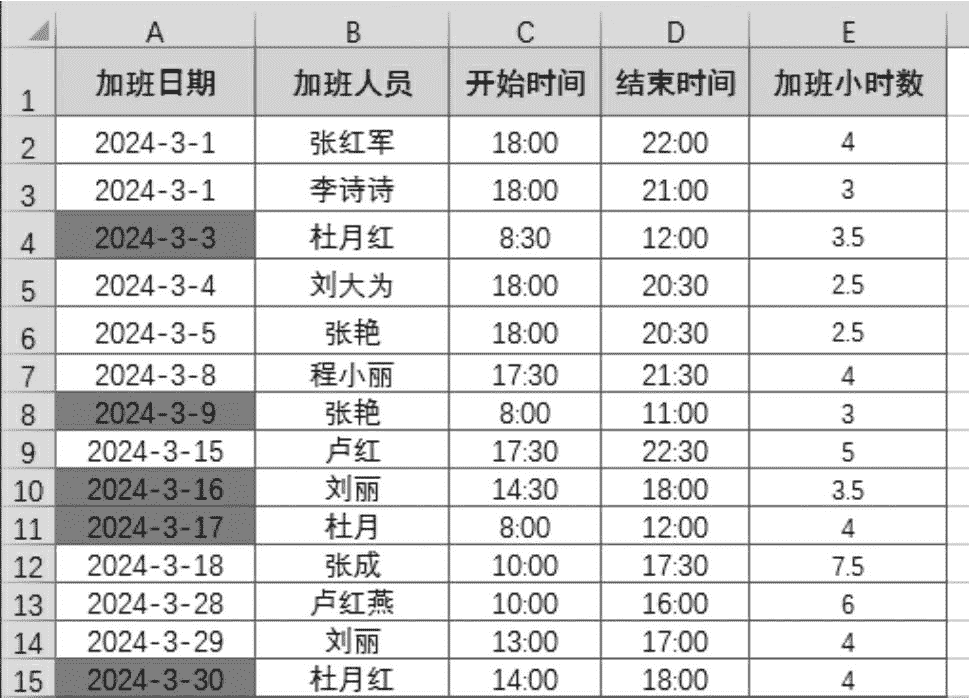 A B C D E
1 加班日期 加班人员 开始时间 结束时间 加班小时数
2 2024-3-1 张红军 18:00 22:00 4
3 2024-3-1 李诗诗 18:00 21:00 3
4 2024-3-3 杜月红 8:30 12:00 3.5
5 2024-3-4 刘大为 18:00 20:30 2.5
6 2024-3-5 张艳 18:00 20:30 2.5
7 2024-3-8 程小丽 17:30 21:30 4
8 2024-3-9 张艳 8:00 11:00 3
9 2024-3-15 卢红 17:30 22:30 5
10 2024-3-16 刘丽 14:30 18:00 3.5
11 2024-3-17 杜月 8:00 12:00 4
12 2024-3-18 张成 10:00 17:30 7.5
13 2024-3-28 卢红燕 10:00 16:00 6
14 2024-3-29 刘丽 13:00 17:00 4
15 2024-3-30 杜月红 14:00 18:00 4